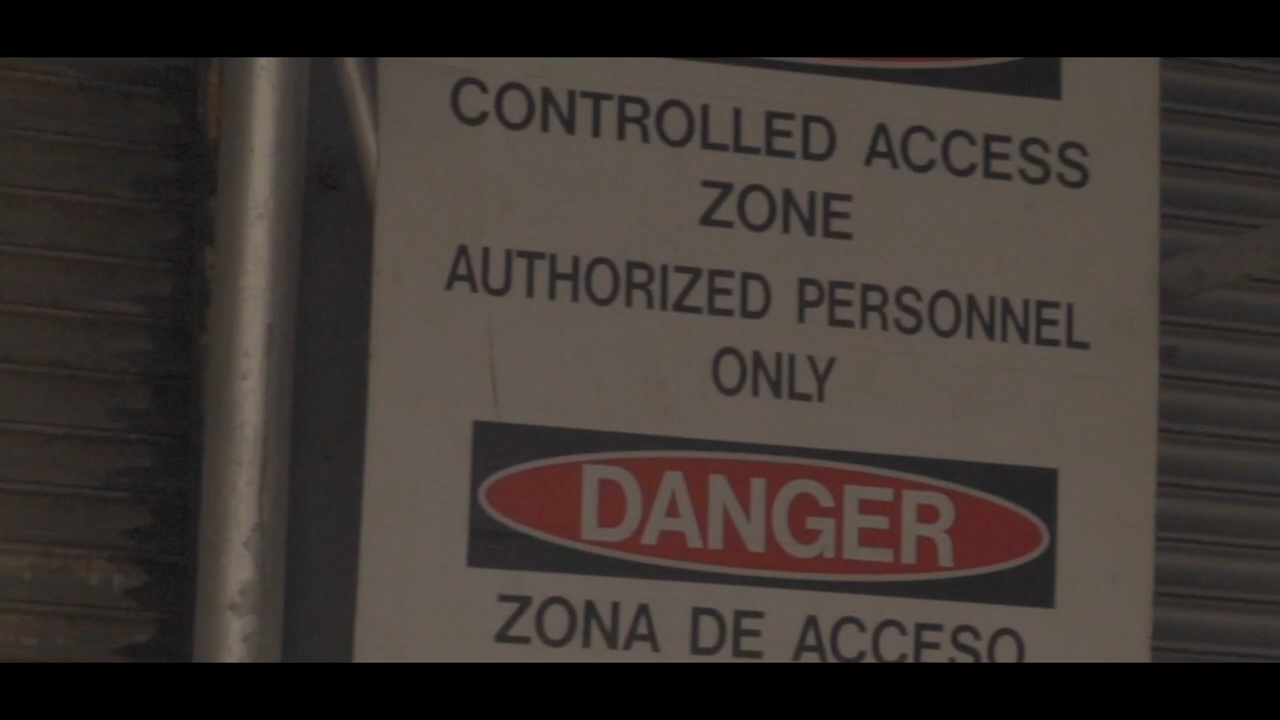 CONTROLLED ACCESS
ZONE
AUTHORIZED PERSONNEL
ONLY
DANGER
ZONA DE ACCESO